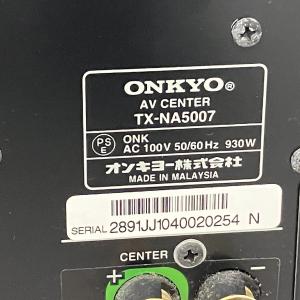 ONKYO®
AV CENTER
TX-NA5007
PS
E
ONK
AC 100V 50/60Hz 930W
オンキヨー株式会社
MADE IN MALAYSIA
SERIAL 2891JJ1040020254 N
CENTER
+ −